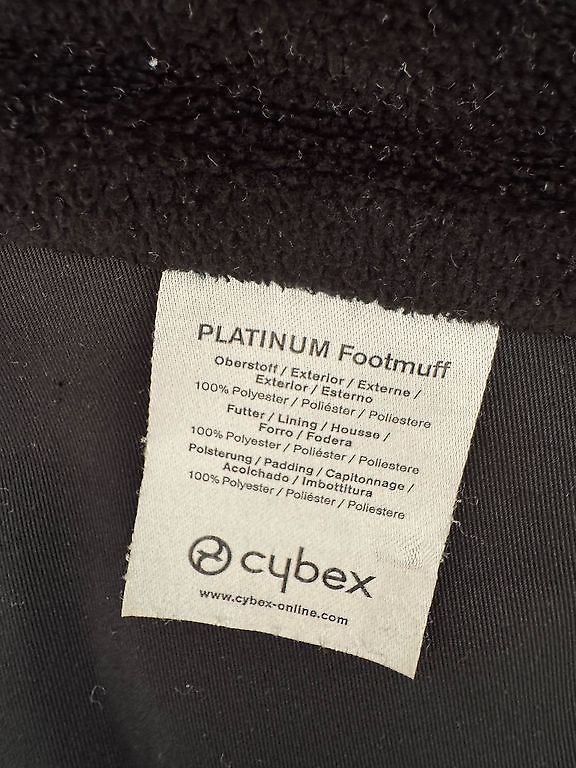 PLATINUM Footmuff
Oberstoff / Exterior / Externe /
Exterior / Esterno
100% Polyester / Poliéster / Poliestere
Futter / Lining / Housse /
Forro / Fodera
100% Polyester / Poliéster / Poliestere
Polsterung / Padding / Capitonnage /
Acolchado / Imbottitura
100% Polyester / Poliéster / Poliestere
cybex
www.cybex-online.com